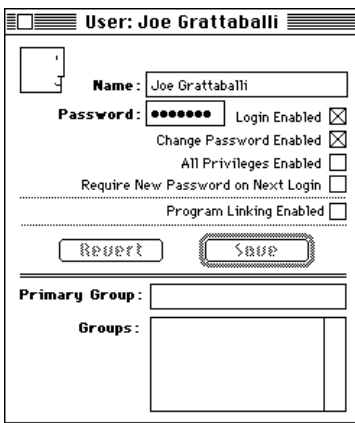 User: Joe Grattaballi
Name: Joe Grattaballi
Password: ●●●●●●● Login Enabled
Change Password Enabled
All Privileges Enabled
Require New Password on Next Login
Program Linking Enabled
Revert Save
Primary Group:
Groups: